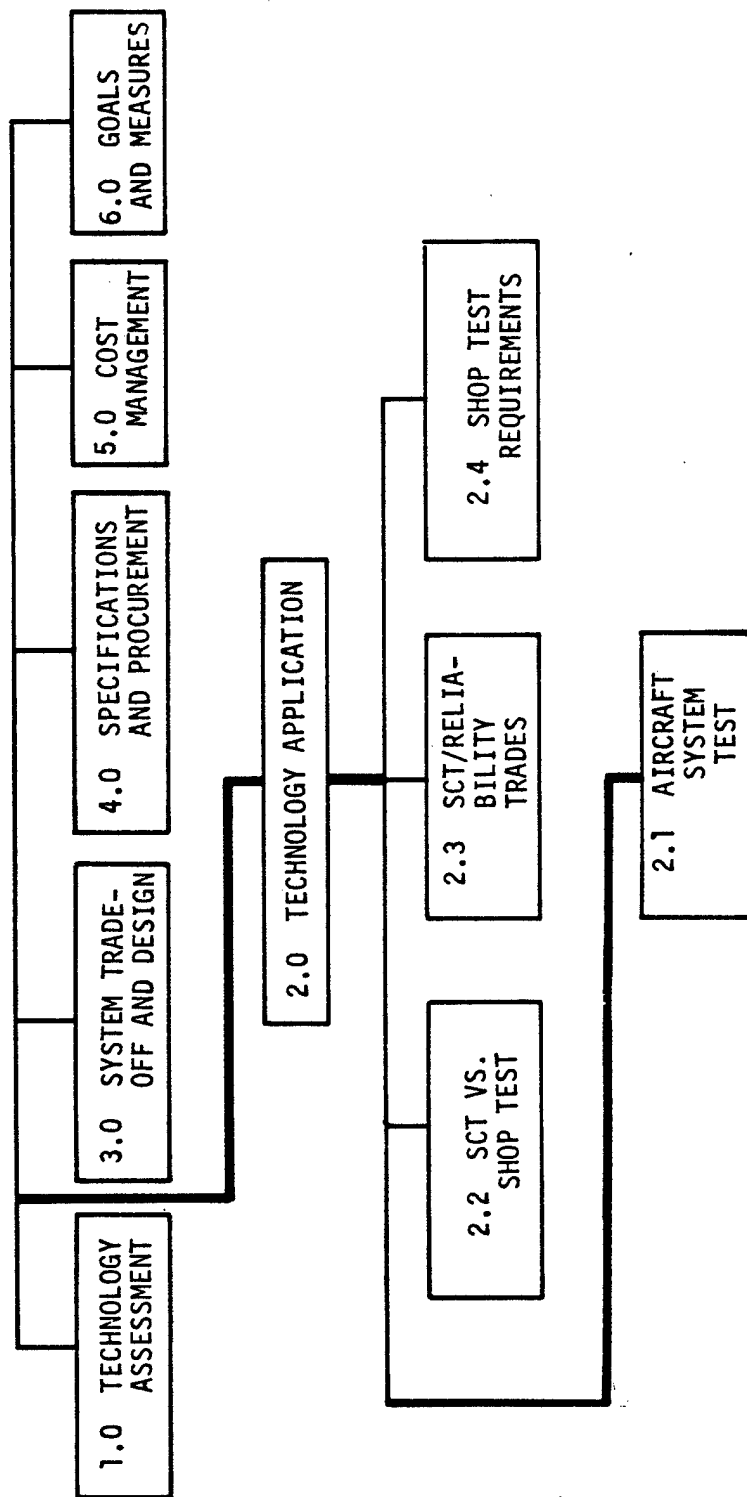 1.0 TECHNOLOGY
ASSESSMENT
3.0 SYSTEM TRADE-
OFF AND DESIGN
4.0 SPECIFICATIONS
AND PROCUREMENT
5.0 COST
MANAGEMENT
6.0 GOALS
AND MEASURES
2.0 TECHNOLOGY APPLICATION
2.2 SCT VS.
SHOP TEST
2.3 SCT/RELIA-
BILITY
TRADES
2.4 SHOP TEST
REQUIREMENTS
2.1 AIRCRAFT
SYSTEM
TEST